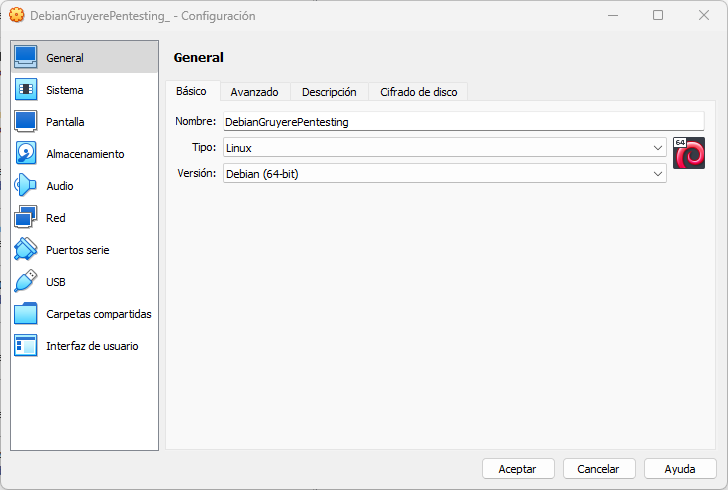 DebianGruyerePentesting_ - Configuración
General
Sistema
Pantalla
Almacenamiento
Audio
Red
Puertos serie
USB
Carpetas compartidas
Interfaz de usuario
General
Básico Avanzado Descripción Cifrado de disco
Nombre: DebianGruyerePentesting
Tipo: Linux
64
Versión: Debian (64-bit)
Aceptar Cancelar Ayuda